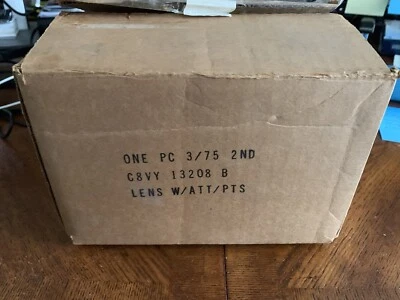 ONE PC 3/75 2ND
C8VY 13208 B
LENS W/ATT/PTS